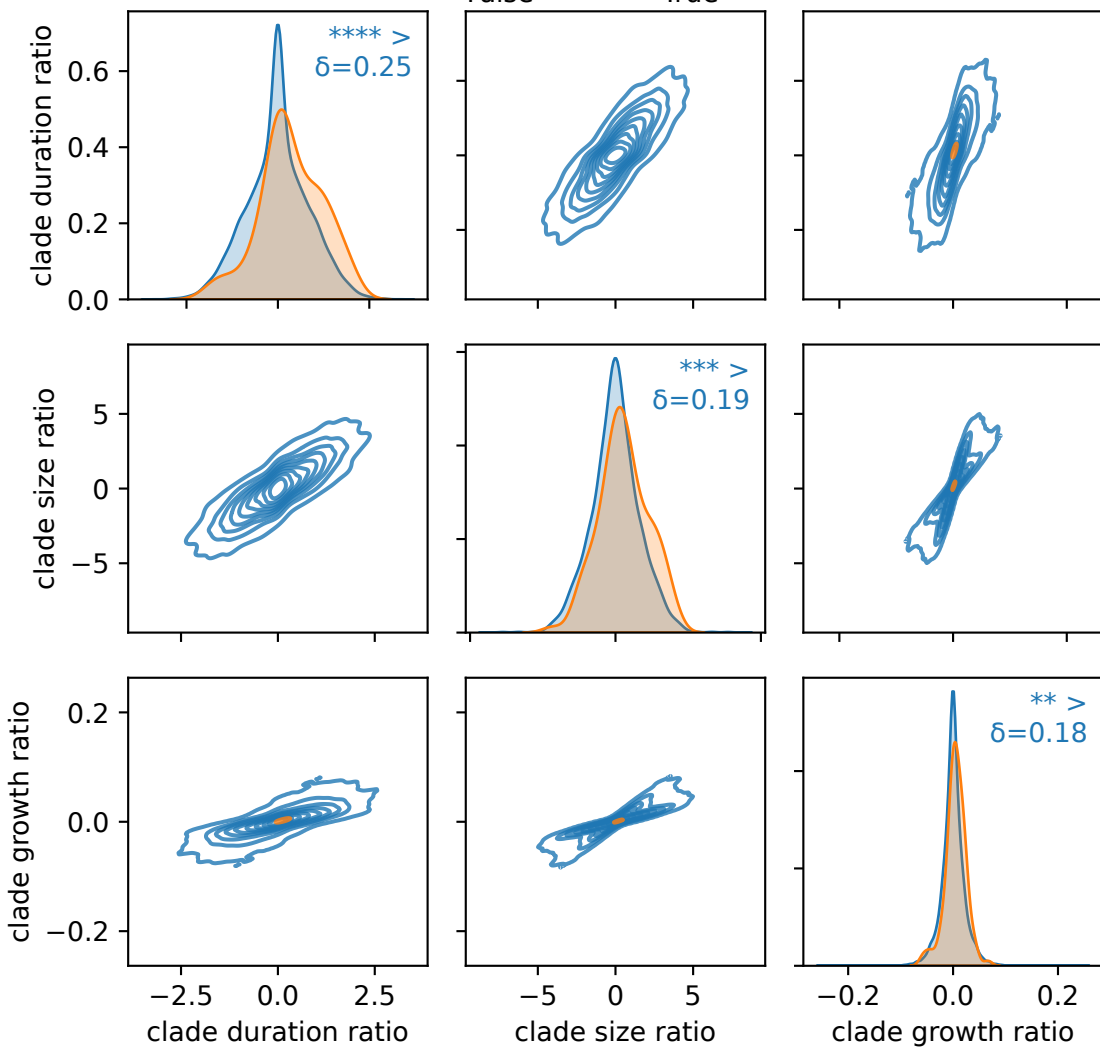 clade duration ratio
0.6
0.4
0.2
0.0
**** >
δ=0.25
clade size ratio
5
0
−5
*** >
δ=0.19
clade growth ratio
0.2
0.0
−0.2
** >
δ=0.18
−2.5 0.0 2.5
−5 0 5
−0.2 0.0 0.2
clade duration ratio
clade size ratio
clade growth ratio